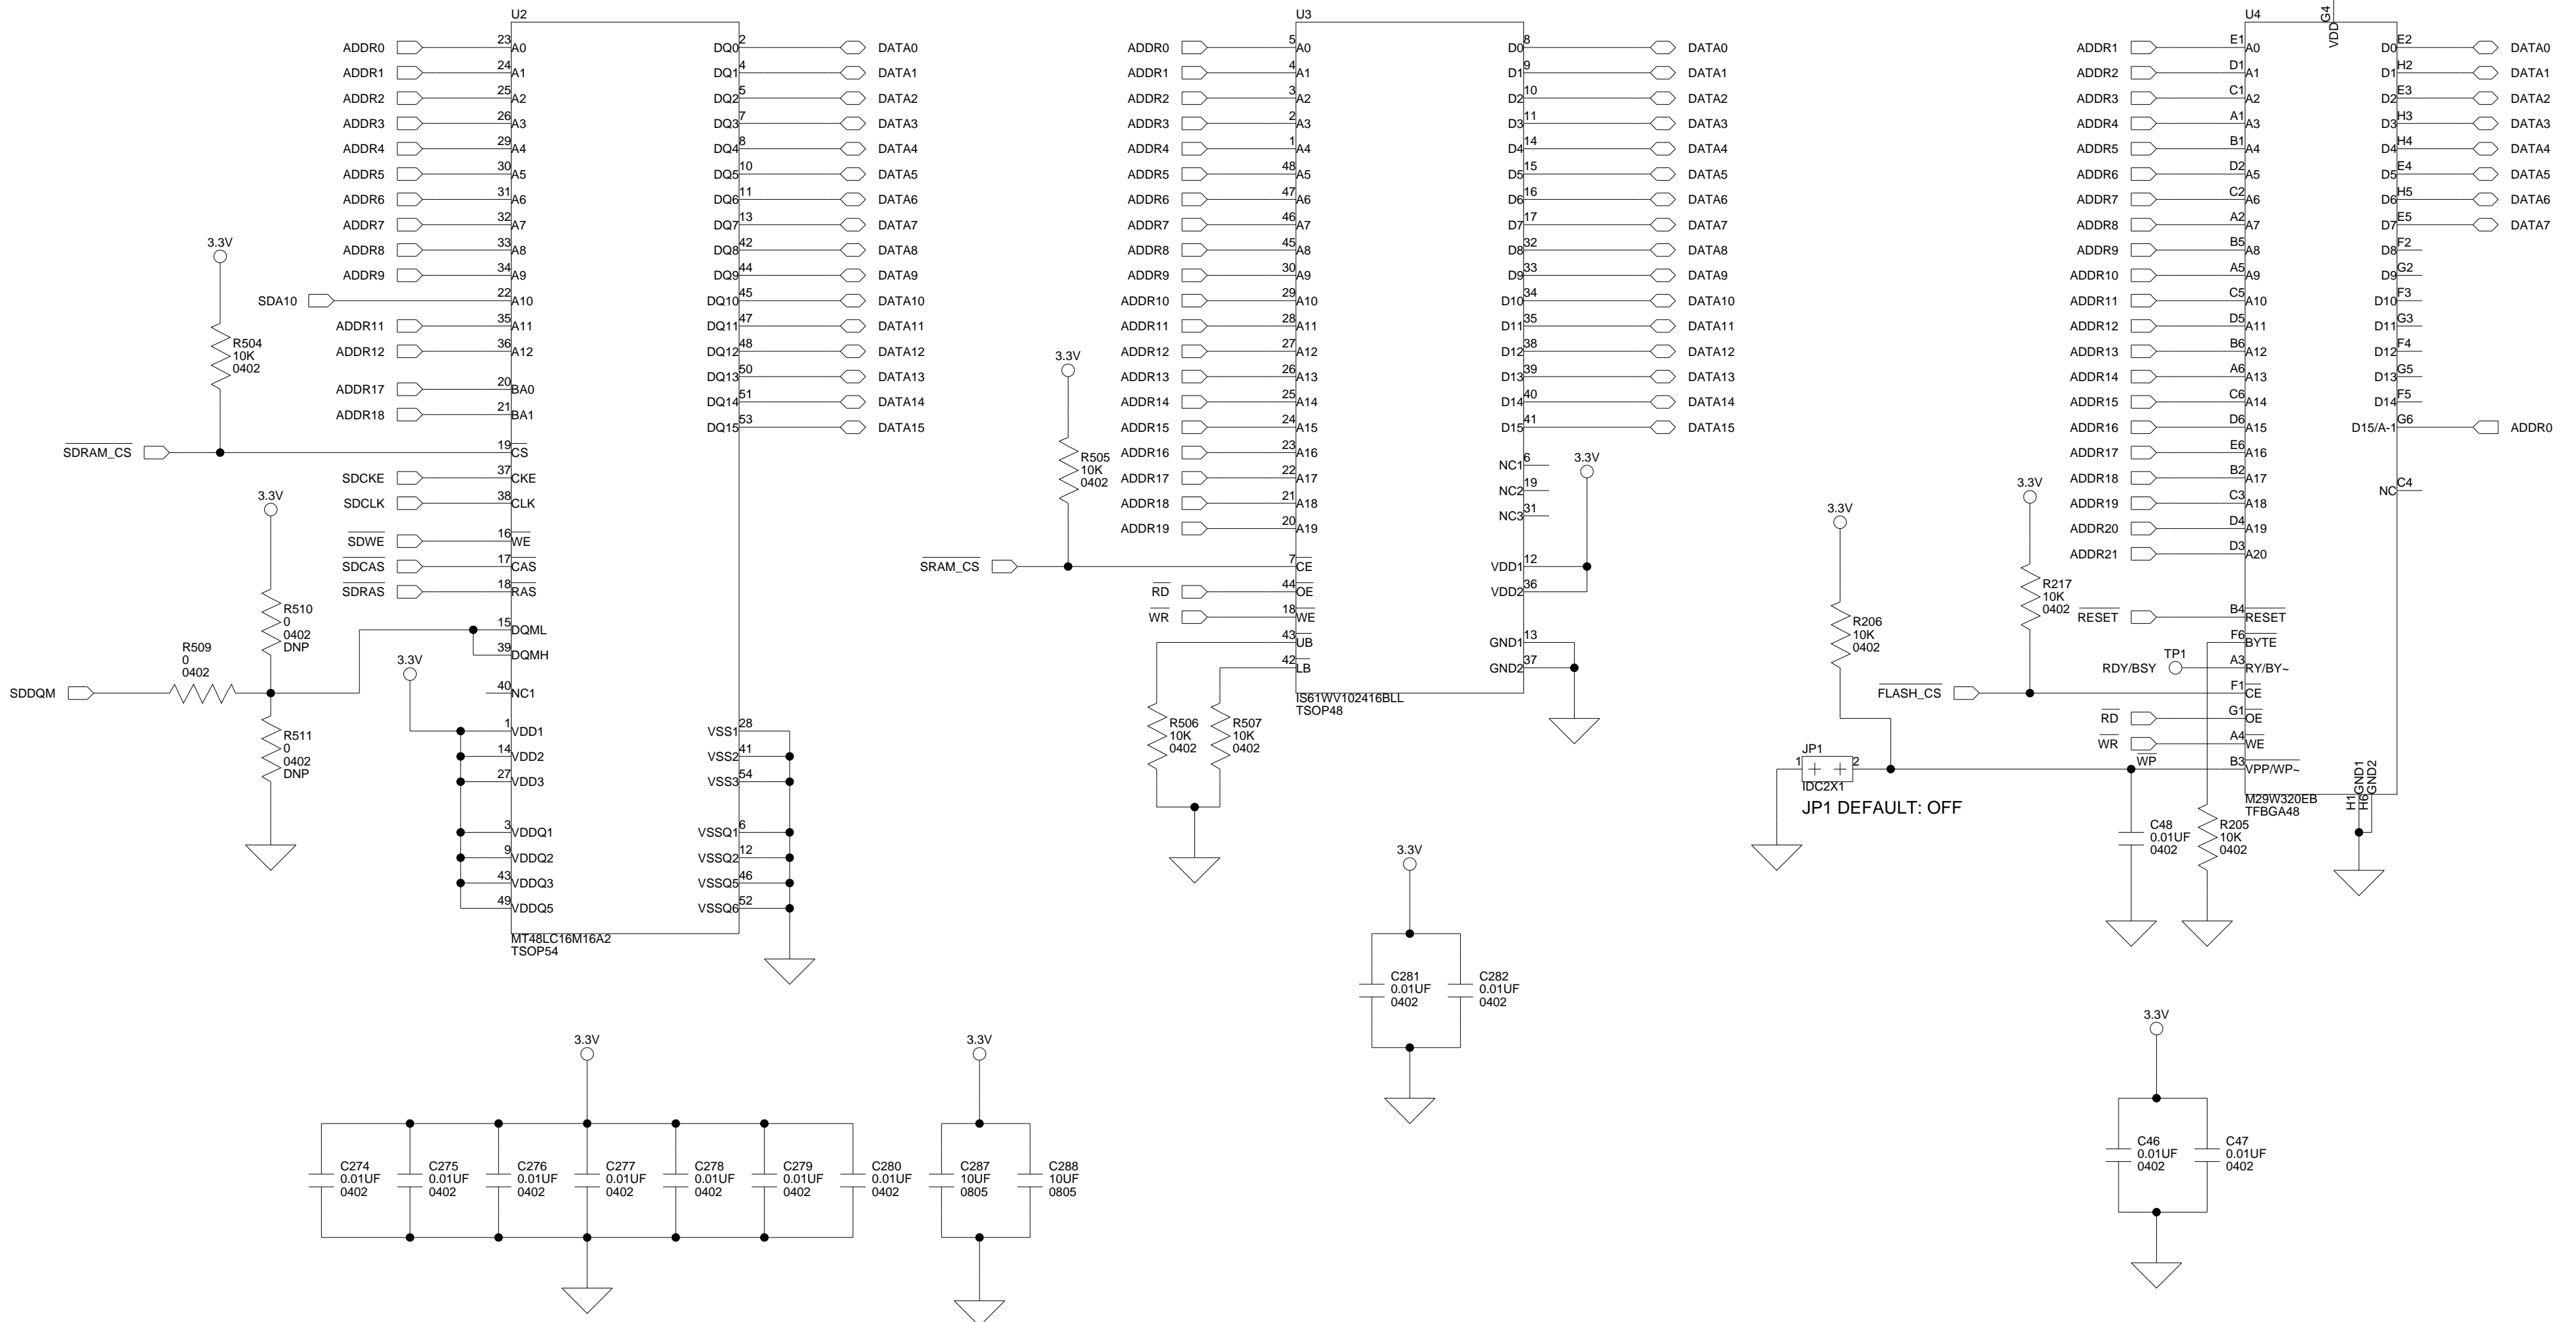 U2
ADDR0 23 A0 DQ0 2 DATA0
ADDR1 24 A1 DQ1 4 DATA1
ADDR2 25 A2 DQ2 5 DATA2
ADDR3 26 A3 DQ3 7 DATA3
ADDR4 29 A4 DQ4 8 DATA4
ADDR5 30 A5 DQ5 10 DATA5
ADDR6 31 A6 DQ6 11 DATA6
ADDR7 32 A7 DQ7 13 DATA7
ADDR8 33 A8 DQ8 42 DATA8
ADDR9 34 A9 DQ9 44 DATA9
SDA10 22 A10 DQ10 45 DATA10
ADDR11 35 A11 DQ11 47 DATA11
ADDR12 36 A12 DQ12 48 DATA12
DQ13 50 DATA13
ADDR17 20 BA0
DQ14 51 DATA14
ADDR18 21 BA1
DQ15 53 DATA15
SDRAM_CS 19 CS
SDCKE 37 CKE
SDCLK 38 CLK
SDWE 16 WE
SDCAS 17 CAS
SDRAS 18 RAS
15 DQML
39 DQMH
40 NC1
1 VDD1 VSS1 28
14 VDD2 VSS2 41
27 VDD3 VSS3 54
3 VDDQ1 VSSQ1 6
9 VDDQ2 VSSQ2 12
43 VDDQ3 VSSQ5 46
49 VDDQ5 VSSQ6 52
MT48LC16M16A2
TSOP54
3.3V
R504
10K
0402
3.3V
R510
0
0402
DNP
R509
0
0402
SDDQM
R511
0
0402
DNP
3.3V
U3
ADDR0 5 A0 D0 8 DATA0
ADDR1 4 A1 D1 9 DATA1
ADDR2 3 A2 D2 10 DATA2
ADDR3 2 A3 D3 11 DATA3
ADDR4 1 A4 D4 14 DATA4
ADDR5 48 A5 D5 15 DATA5
ADDR6 47 A6 D6 16 DATA6
ADDR7 46 A7 D7 17 DATA7
ADDR8 45 A8 D8 32 DATA8
ADDR9 30 A9 D9 33 DATA9
ADDR10 29 A10 D10 34 DATA10
ADDR11 28 A11 D11 35 DATA11
ADDR12 27 A12 D12 38 DATA12
ADDR13 26 A13 D13 39 DATA13
ADDR14 25 A14 D14 40 DATA14
ADDR15 24 A15 D15 41 DATA15
ADDR16 23 A16
NC1 6
ADDR17 22 A17
NC2 19
ADDR18 21 A18
NC3 31
ADDR19 20 A19
SRAM_CS 7 CE VDD1 12
RD 44 OE VDD2 36
WR 18 WE
43 UB GND1 13
42 LB GND2 37
IS61WV102416BLL
TSOP48
3.3V
R505
10K
0402
3.3V
R506
10K
0402
R507
10K
0402
U4
G4
VDD
ADDR1 E1 A0 D0 E2 DATA0
ADDR2 D1 A1 D1 H2 DATA1
ADDR3 C1 A2 D2 E3 DATA2
ADDR4 A1 A3 D3 H3 DATA3
ADDR5 B1 A4 D4 H4 DATA4
ADDR6 D2 A5 D5 E4 DATA5
ADDR7 C2 A6 D6 H5 DATA6
ADDR8 A2 A7 D7 E5 DATA7
ADDR9 B5 A8 D8 F2
ADDR10 A5 A9 D9 G2
ADDR11 C5 A10 D10 F3
ADDR12 D5 A11 D11 G3
ADDR13 B6 A12 D12 F4
ADDR14 A6 A13 D13 G5
ADDR15 C6 A14 D14 F5
ADDR16 D6 A15 D15/A-1 G6 ADDR0
ADDR17 E6 A16
ADDR18 B2 A17
NC C4
ADDR19 C3 A18
ADDR20 D4 A19
ADDR21 D3 A20
RESET B4 RESET
F6 BYTE
TP1
RDY/BSY A3 RY/BY~
FLASH_CS F1 CE
RD G1 OE
WR A4 WE
WP B3 VPP/WP~
H1 GND1
H6 GND2
M29W320EB
TFBGA48
3.3V
R206
10K
0402
3.3V
R217
10K
0402
JP1
1 2
IDC2X1
JP1 DEFAULT: OFF
C48
0.01UF
0402
R205
10K
0402
3.3V
C281
0.01UF
0402
C282
0.01UF
0402
3.3V
C274
0.01UF
0402
C275
0.01UF
0402
C276
0.01UF
0402
C277
0.01UF
0402
C278
0.01UF
0402
C279
0.01UF
0402
C280
0.01UF
0402
3.3V
C287
10UF
0805
C288
10UF
0805
3.3V
C46
0.01UF
0402
C47
0.01UF
0402